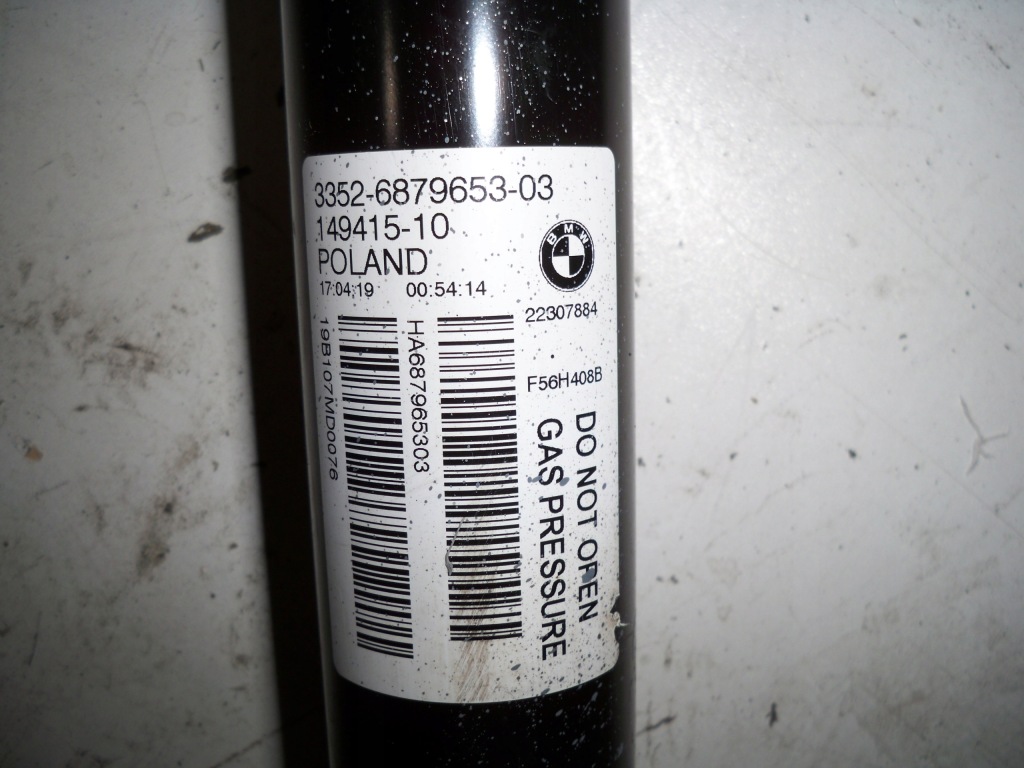 3352-6879653-03
149415-10
POLAND
17:04:19 00:54:14
BMW
22307884
F56H408B
19B107MD0076
HA687965303
DO NOT OPEN
GAS PRESSURE